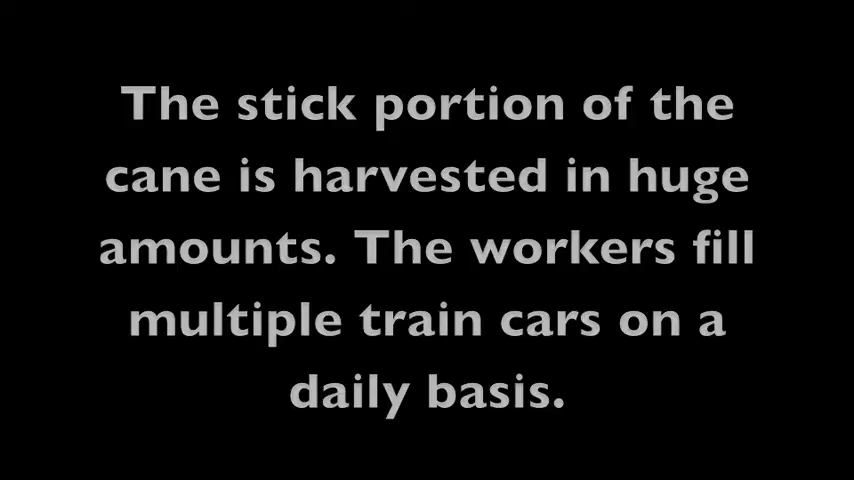 The stick portion of the
cane is harvested in huge
amounts. The workers fill
multiple train cars on a
daily basis.